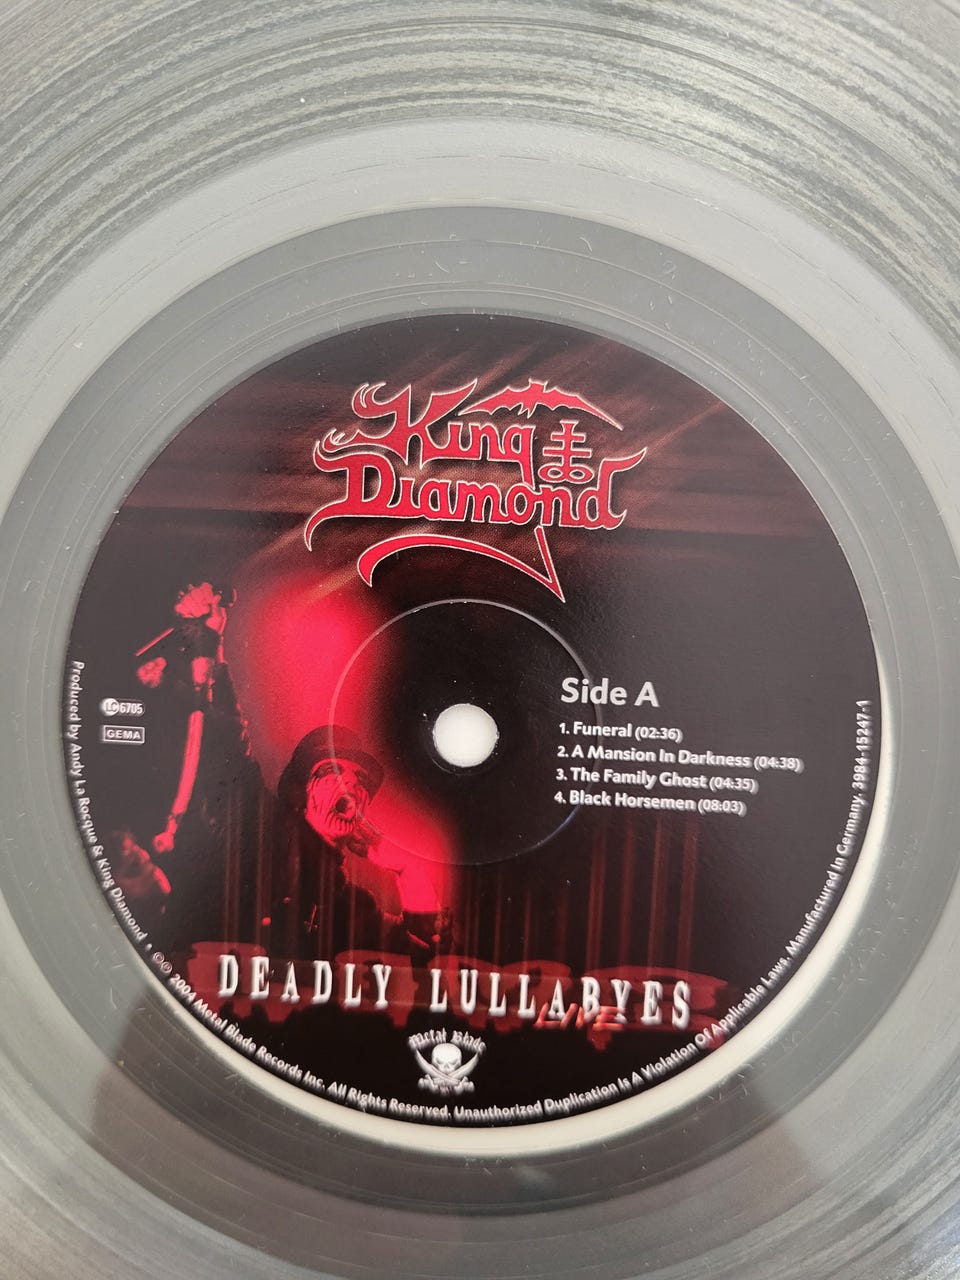 King
Diamond
Side A
1. Funeral (02:36)
2. A Mansion In Darkness (04:38)
3. The Family Ghost (04:35)
4. Black Horsemen (08:03)
LC 6705
GEMA
DEADLY LULLABYES
LIVE
Metal Blade
Produced by Andy La Rocque & King Diamond • ©℗ 2004 Metal Blade Records Inc. All Rights Reserved. Unauthorized Duplication Is A Violation Of Applicable Laws. Manufactured In Germany. 3984-15247-1